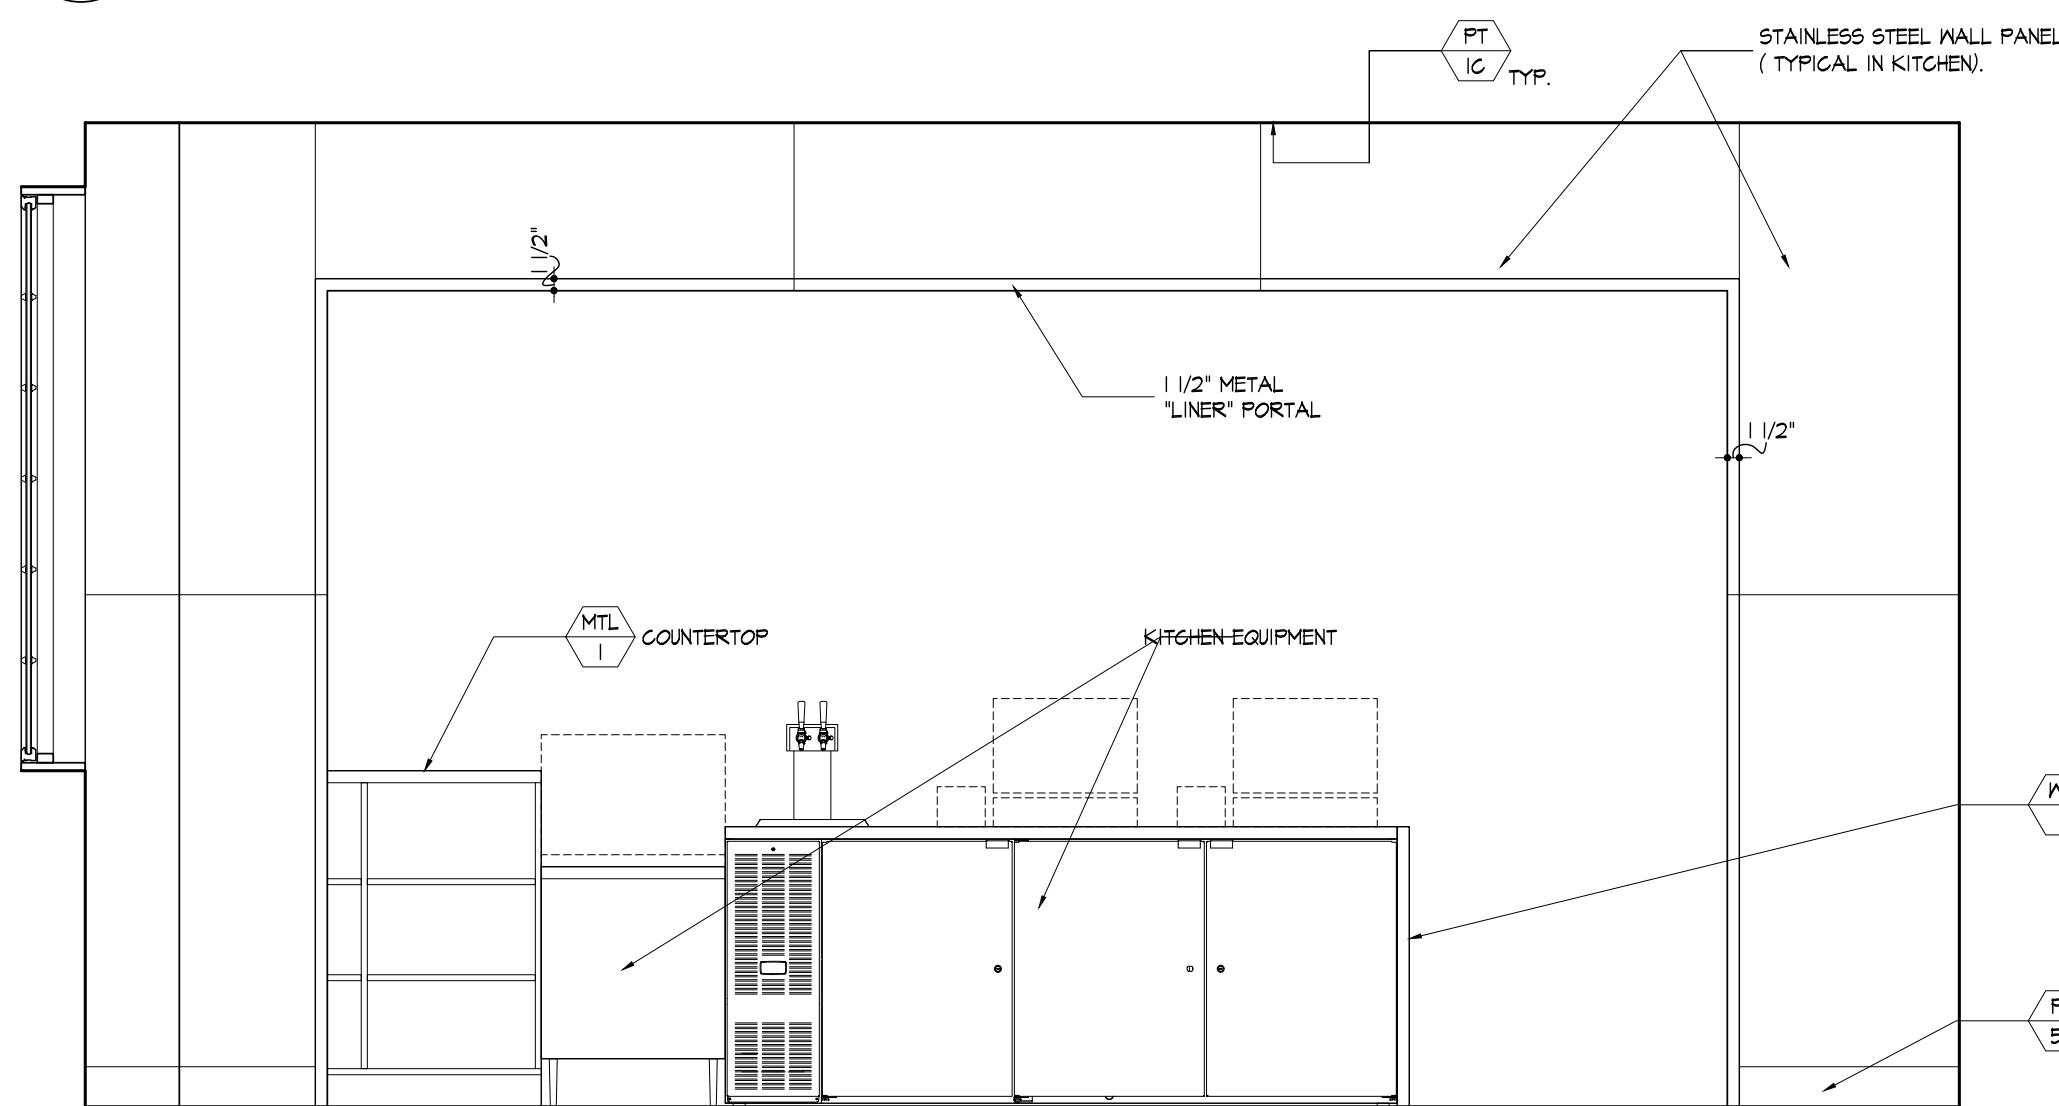 PT
1C
TYP.
STAINLESS STEEL WALL PANEL
( TYPICAL IN KITCHEN).
1 1/2"
1 1/2" METAL
"LINER" PORTAL
1 1/2"
MTL
1
COUNTERTOP
KITCHEN EQUIPMENT